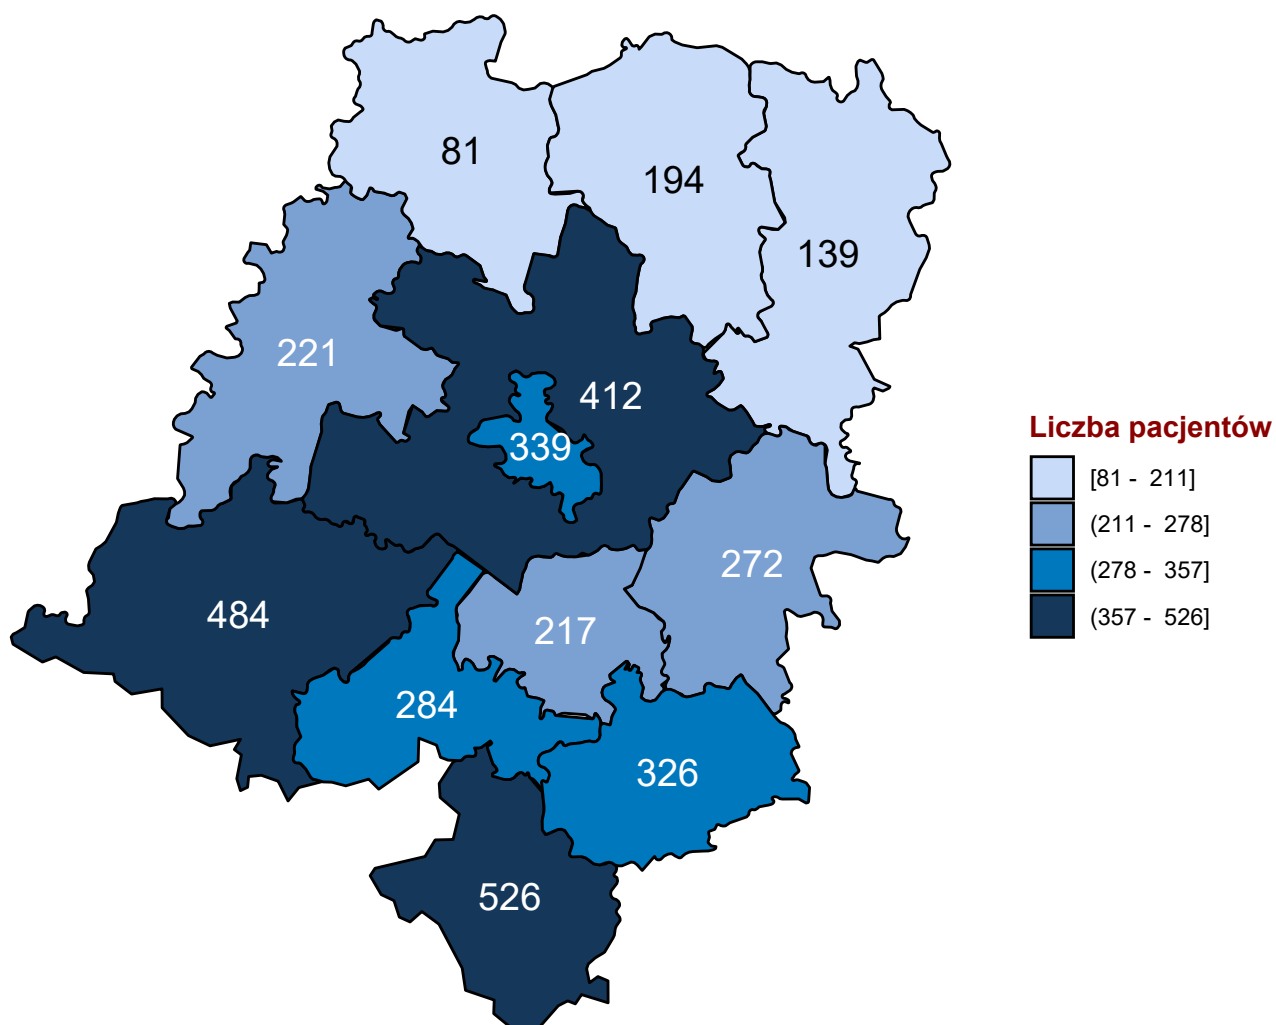 81
194
139
221
412
339
272
484
217
284
326
526
Liczba pacjentów
[81 - 211]
(211 - 278]
(278 - 357]
(357 - 526]